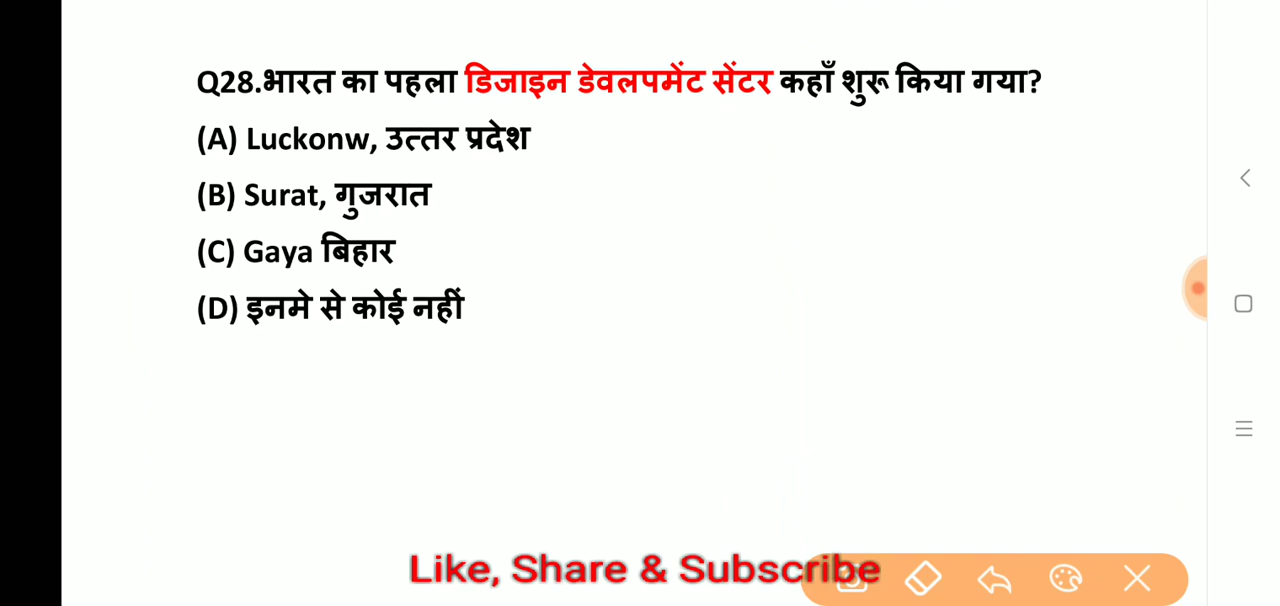 Q28.भारत का पहला डिजाइन डेवलपमेंट सेंटर कहाँ शुरू किया गया?
(A) Luckonw, उत्तर प्रदेश
(B) Surat, गुजरात
(C) Gaya बिहार
(D) इनमे से कोई नहीं
Like, Share & Subscribe